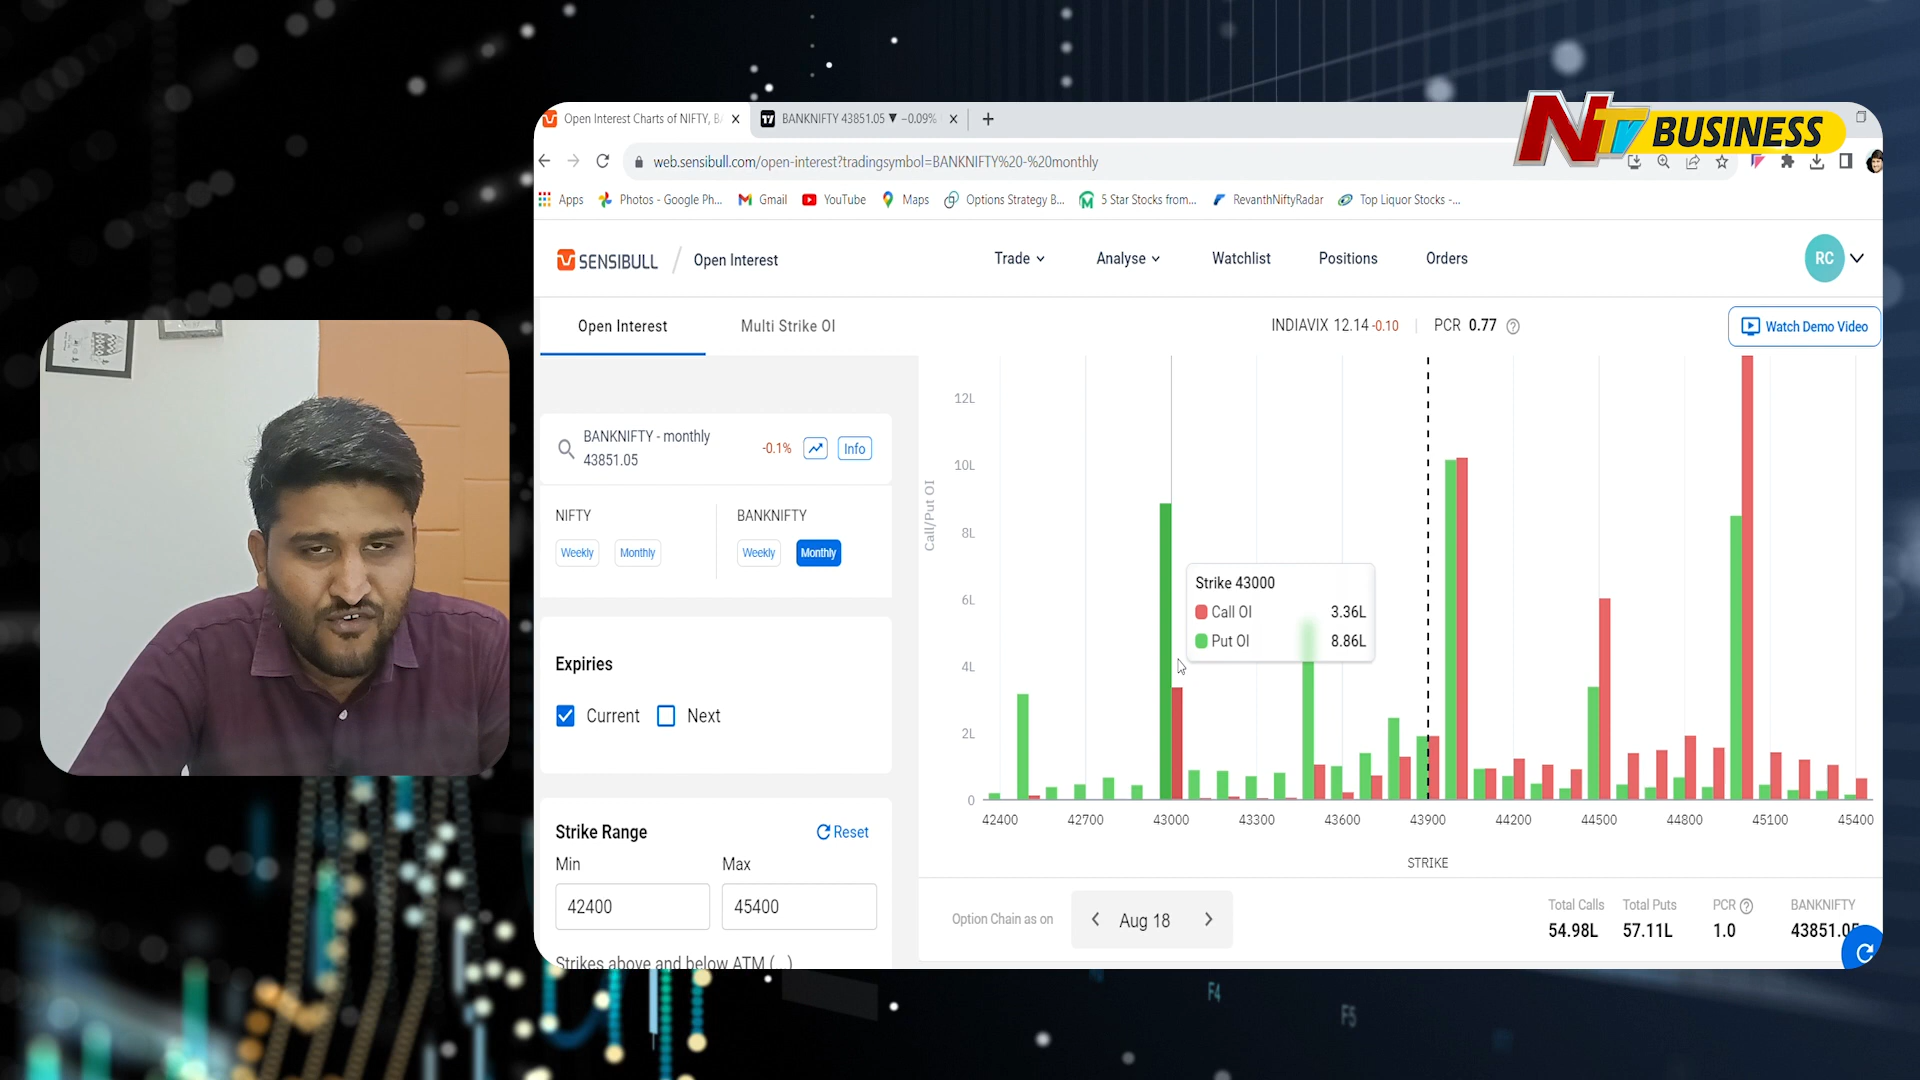 NTV BUSINESS
Open Interest Charts of NIFTY, BA
BANKNIFTY 43851.05 ▼ −0.09%
web.sensibull.com/open-interest?tradingsymbol=BANKNIFTY%20-%20monthly
Apps
Photos - Google Ph...
Gmail
YouTube
Maps
Options Strategy B...
5 Star Stocks from...
RevanthNiftyRadar
Top Liquor Stocks -...
SENSIBULL / Open Interest
Trade
Analyse
Watchlist
Positions
Orders
RC
Open Interest
Multi Strike OI
INDIAVIX 12.14 -0.10
PCR 0.77
Watch Demo Video
BANKNIFTY - monthly
43851.05
-0.1%
Info
NIFTY
BANKNIFTY
Weekly
Monthly
Weekly
Monthly
Expiries
Current
Next
Strike Range
Reset
Min
Max
42400
45400
Strikes above and below ATM (...)
Call/Put OI
12L
10L
8L
6L
4L
2L
0
Strike 43000
Call OI 3.36L
Put OI 8.86L
42400
42700
43000
43300
43600
43900
44200
44500
44800
45100
45400
STRIKE
Option Chain as on
Aug 18
Total Calls
54.98L
Total Puts
57.11L
PCR
1.0
BANKNIFTY
43851.05
F4
F5